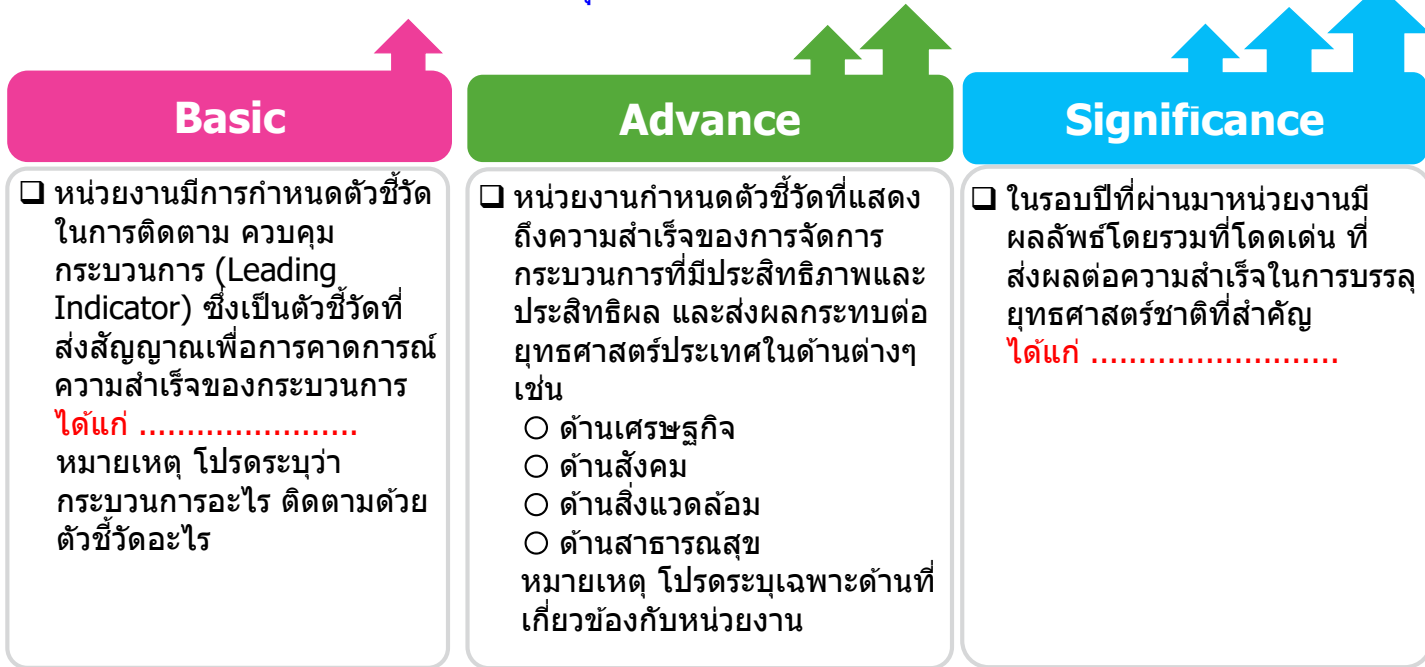 Basic
❑ หน่วยงานมีการกำหนดตัวชี้วัด
ในการติดตาม ควบคุม
กระบวนการ (Leading
Indicator) ซึ่งเป็นตัวชี้วัดที่
ส่งสัญญาณเพื่อการคาดการณ์
ความสำเร็จของกระบวนการ
ได้แก่ .......................
หมายเหตุ โปรดระบุว่า
กระบวนการอะไร ติดตามด้วย
ตัวชี้วัดอะไร
Advance
❑ หน่วยงานกำหนดตัวชี้วัดที่แสดง
ถึงความสำเร็จของการจัดการ
กระบวนการที่มีประสิทธิภาพและ
ประสิทธิผล และส่งผลกระทบต่อ
ยุทธศาสตร์ประเทศในด้านต่างๆ
เช่น
○ ด้านเศรษฐกิจ
○ ด้านสังคม
○ ด้านสิ่งแวดล้อม
○ ด้านสาธารณสุข
หมายเหตุ โปรดระบุเฉพาะด้านที่
เกี่ยวข้องกับหน่วยงาน
Significance
❑ ในรอบปีที่ผ่านมาหน่วยงานมี
ผลลัพธ์โดยรวมที่โดดเด่น ที่
ส่งผลต่อความสำเร็จในการบรรลุ
ยุทธศาสตร์ชาติที่สำคัญ
ได้แก่ ..........................